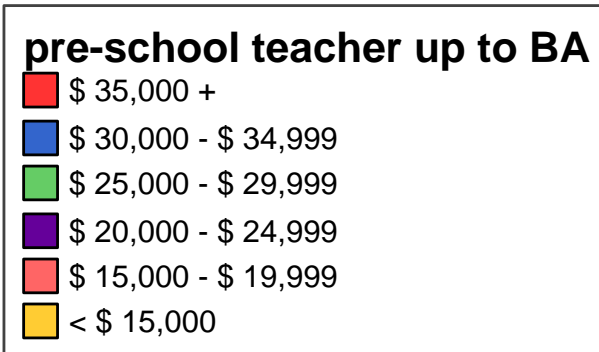 pre-school teacher up to BA
$ 35,000 +
$ 30,000 - $ 34,999
$ 25,000 - $ 29,999
$ 20,000 - $ 24,999
$ 15,000 - $ 19,999
< $ 15,000